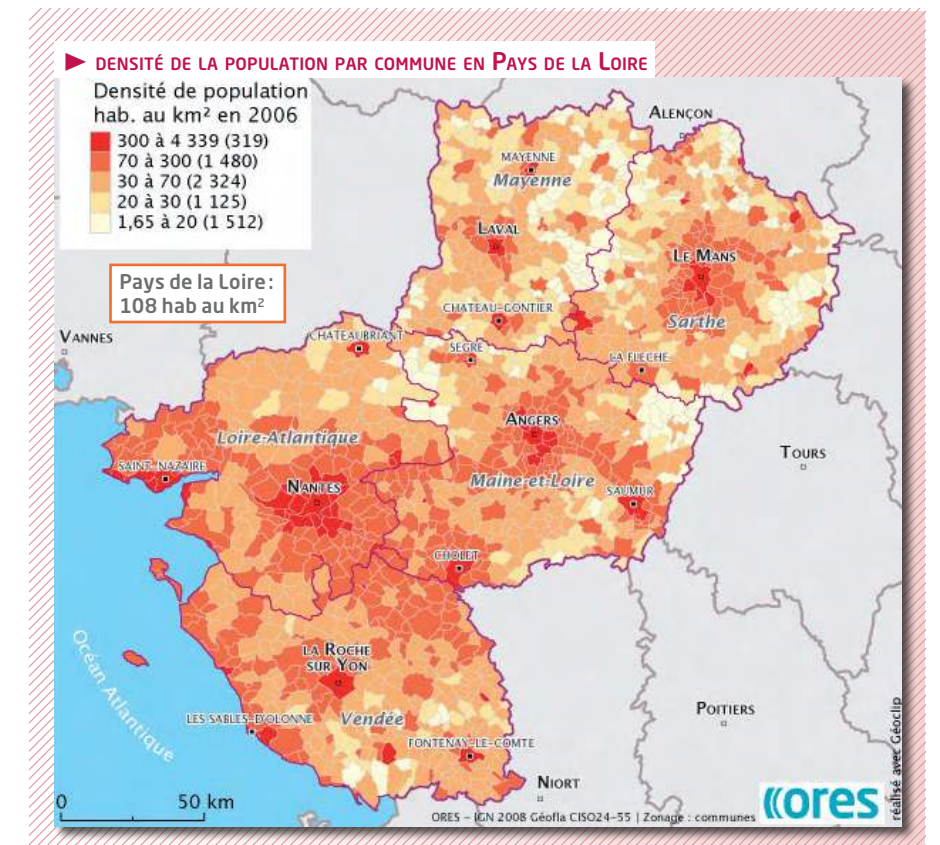 ► DENSITÉ DE LA POPULATION PAR COMMUNE EN PAYS DE LA LOIRE
Densité de population
hab. au km² en 2006
300 à 4 339 (319)
70 à 300 (1 480)
30 à 70 (2 324)
20 à 30 (1 125)
1,65 à 20 (1 512)
Pays de la Loire :
108 hab au km²
ALENÇON
MAYENNE
Mayenne
LAVAL
LE MANS
CHATEAU-GONTIER
Sarthe
VANNES
CHATEAUBRIANT
SEGRE
LA FLECHE
ANGERS
Loire-Atlantique
TOURS
SAINT-NAZAIRE
NANTES
Maine-et-Loire
SAUMUR
CHOLET
Océan Atlantique
LA ROCHE
SUR YON
POITIERS
LES SABLES-D'OLONNE
Vendée
FONTENAY-LE-COMTE
NIORT
0 50 km
ORES - IGN 2008 Géofla CISO24-55 | Zonage : communes
((ores
réalisé avec Géoclip